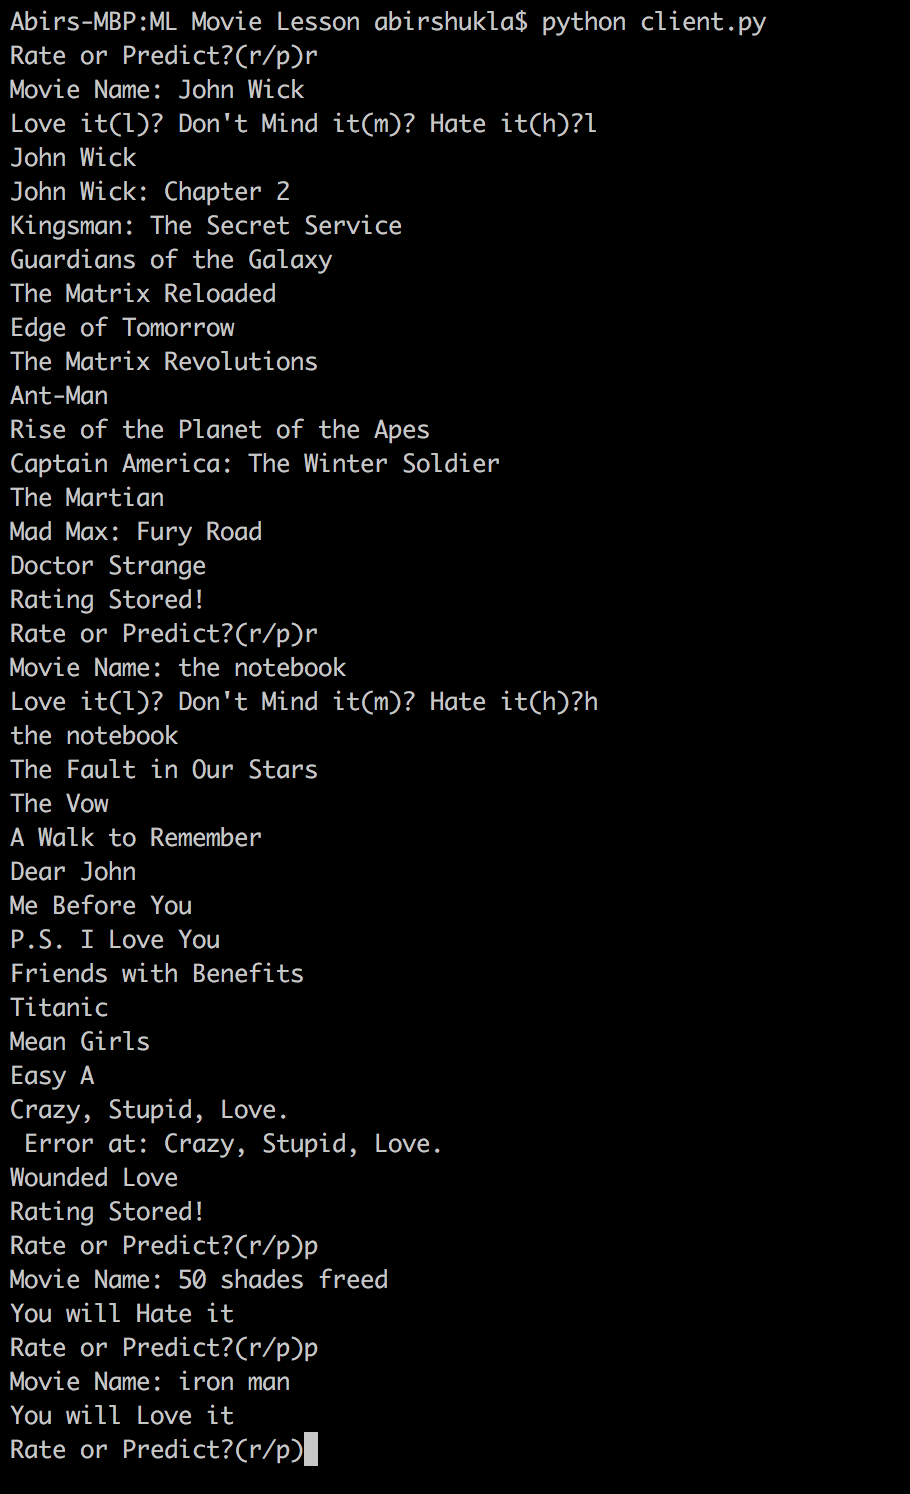 Abirs-MBP:ML Movie Lesson abirshukla$ python client.py
Rate or Predict?(r/p)r
Movie Name: John Wick
Love it(l)? Don't Mind it(m)? Hate it(h)?l
John Wick
John Wick: Chapter 2
Kingsman: The Secret Service
Guardians of the Galaxy
The Matrix Reloaded
Edge of Tomorrow
The Matrix Revolutions
Ant-Man
Rise of the Planet of the Apes
Captain America: The Winter Soldier
The Martian
Mad Max: Fury Road
Doctor Strange
Rating Stored!
Rate or Predict?(r/p)r
Movie Name: the notebook
Love it(l)? Don't Mind it(m)? Hate it(h)?h
the notebook
The Fault in Our Stars
The Vow
A Walk to Remember
Dear John
Me Before You
P.S. I Love You
Friends with Benefits
Titanic
Mean Girls
Easy A
Crazy, Stupid, Love.
 Error at: Crazy, Stupid, Love.
Wounded Love
Rating Stored!
Rate or Predict?(r/p)p
Movie Name: 50 shades freed
You will Hate it
Rate or Predict?(r/p)p
Movie Name: iron man
You will Love it
Rate or Predict?(r/p)